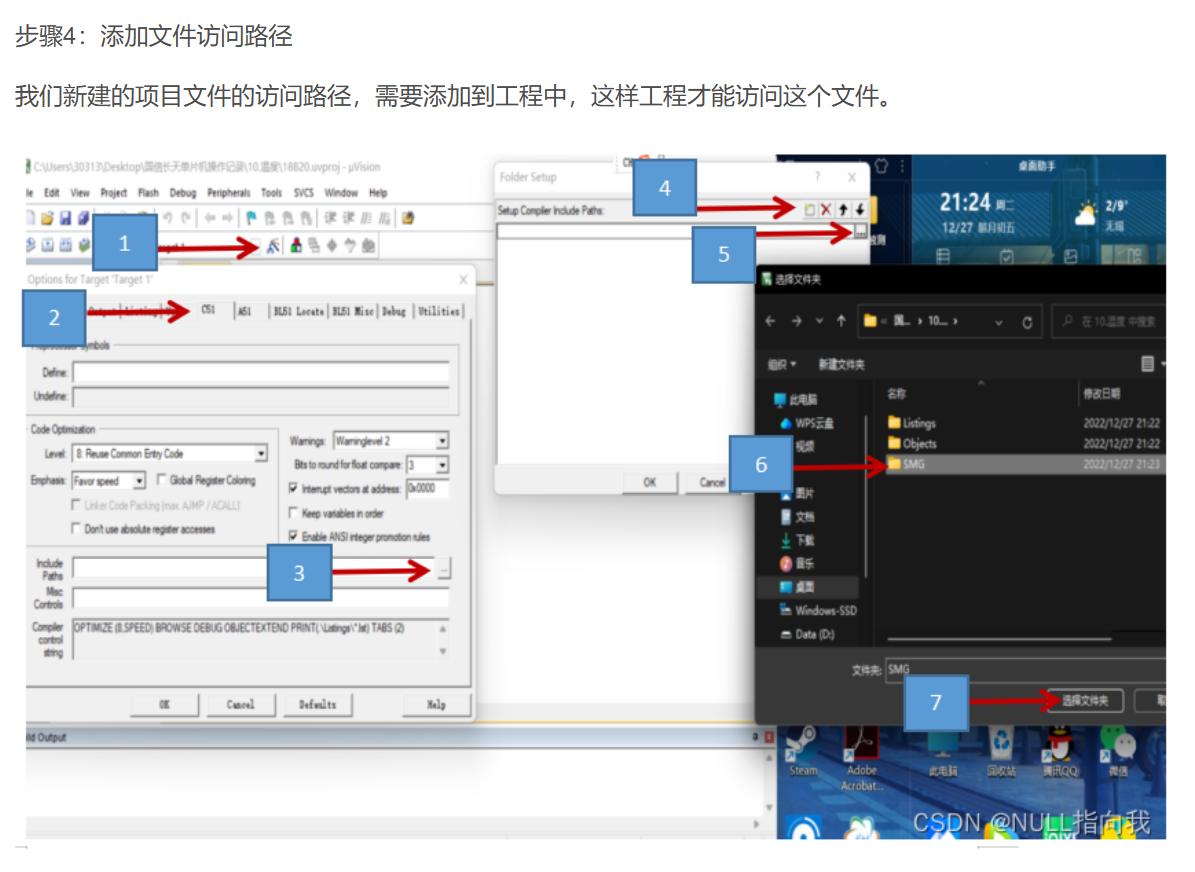 步骤4：添加文件访问路径
我们新建的项目文件的访问路径，需要添加到工程中，这样工程才能访问这个文件。
C:\Users\30313\Desktop\国信长天单片机操作记录\10.温度\18B20.uvproj - µVision
Edit View Project Flash Debug Peripherals Tools SVCS Window Help
1
Options for Target 'Target 1'
2
C51 A51 BL51 Locate BL51 Misc Debug Utilities
Define:
Undefine:
Code Optimization
Level: 8: Reuse Common Entry Code
Emphasis: Favor speed
Global Register Coloring
Linker Code Packing (max. AJMP / ACALL)
Don't use absolute register accesses
Warnings: Warninglevel 2
Bits to round for float compare: 3
Interrupt vectors at address: 0x0000
Keep variables in order
Enable ANSI integer promotion rules
Include
Paths
3
...
Misc
Controls
Compiler
control
string
OPTIMIZE (8,SPEED) BROWSE DEBUG OBJECTEXTEND PRINT(.\Listings\*.lst) TABS (2)
OK Cancel Defaults Help
ld Output
Folder Setup
? X
4
Setup Compiler Include Paths:
5
...
OK Cancel
桌面助手
21:24 周二
12/27 腊月初五
2/9°
无锡
选择文件夹
国... › 10... ›
在 10.温度 中搜索
组织 新建文件夹
名称 修改日期
此电脑
WPS云盘
视频
图片
文档
下载
音乐
桌面
Windows-SSD
Data (D:)
Listings 2022/12/27 21:22
Objects 2022/12/27 21:22
SMG 2022/12/27 21:23
6
文件夹: SMG
7
选择文件夹 取
Steam
Adobe
Acrobat...
此电脑
回收站
腾讯QQ
微信
CSDN @NULL指向我